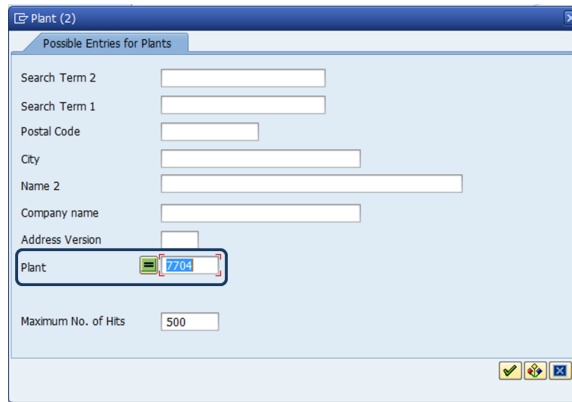 Plant (2)
Possible Entries for Plants
Search Term 2
Search Term 1
Postal Code
City
Name 2
Company name
Address Version
Plant 7704
Maximum No. of Hits 500